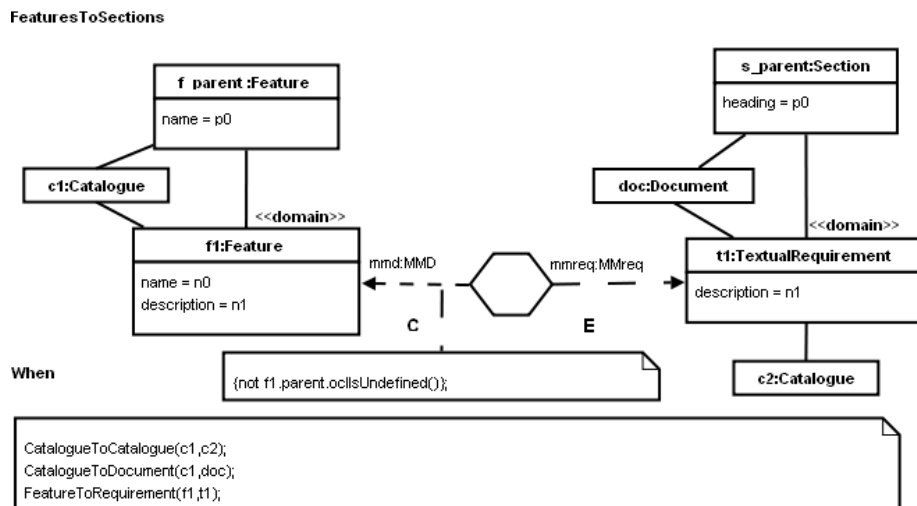 FeaturesToSections
f_parent :Feature
name = p0
c1:Catalogue
<<domain>>
f1:Feature
name = n0
description = n1
mmd:MMD
C
mmreq:MMreq
E
s_parent:Section
heading = p0
doc:Document
<<domain>>
t1:TextualRequirement
description = n1
c2:Catalogue
When
{not f1.parent.oclIsUndefined()};
CatalogueToCatalogue(c1,c2);
CatalogueToDocument(c1,doc);
FeatureToRequirement(f1,t1);